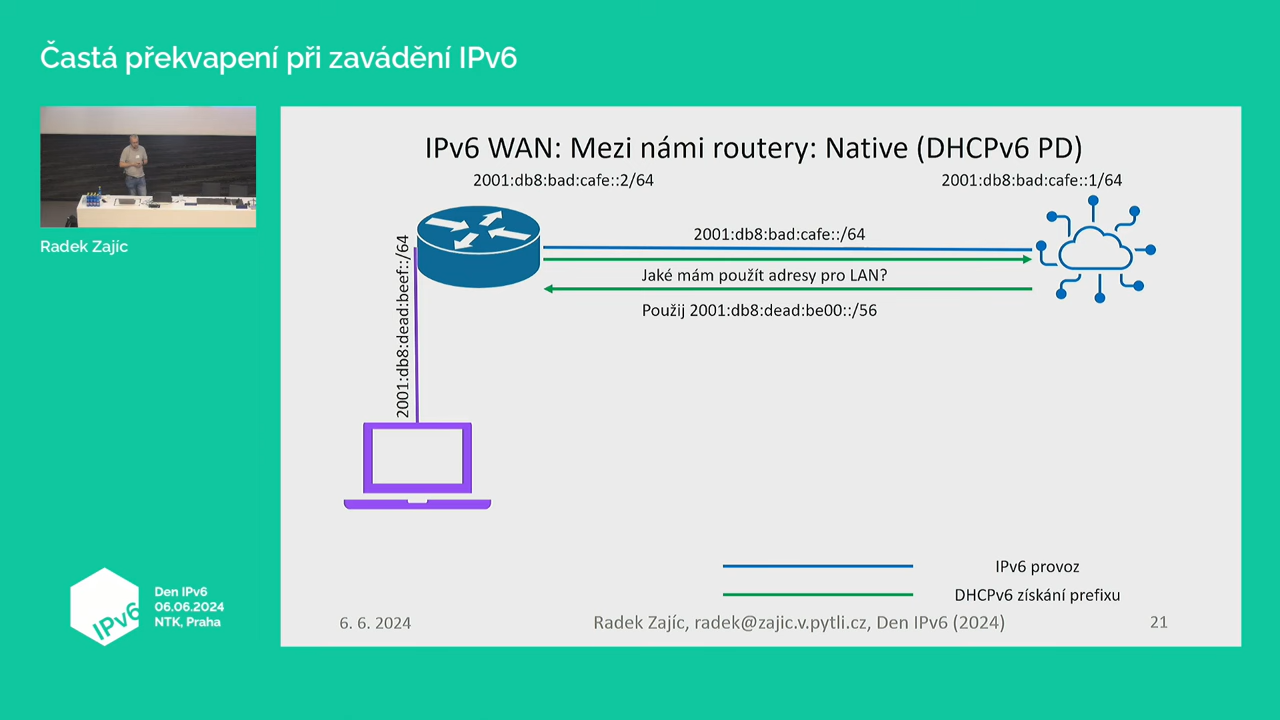 Častá překvapení při zavádění IPv6
Radek Zajíc
IPv6 WAN: Mezi námi routery: Native (DHCPv6 PD)
2001:db8:bad:cafe::2/64
2001:db8:bad:cafe::1/64
2001:db8:bad:cafe::/64
Jaké mám použít adresy pro LAN?
Použij 2001:db8:dead:be00::/56
2001:db8:dead:beef::/64
IPv6 provoz
DHCPv6 získání prefixu
6. 6. 2024
Radek Zajíc, radek@zajic.v.pytli.cz, Den IPv6 (2024)
21
IPv6
Den IPv6
06.06.2024
NTK, Praha